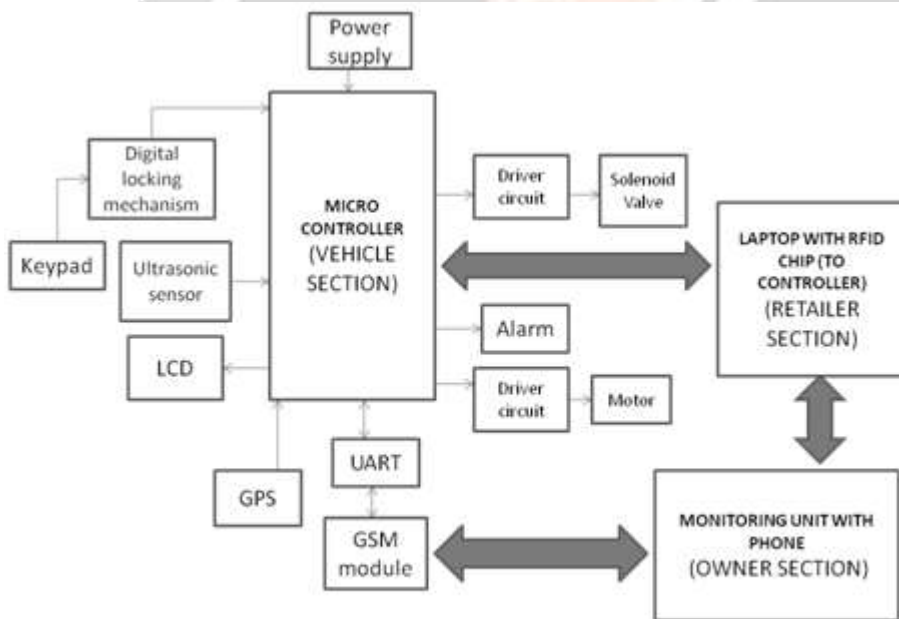 Power
supply
Digital
locking
mechanism
Keypad
Ultrasonic
sensor
LCD
GPS
MICRO
CONTROLLER
(VEHICLE
SECTION)
UART
GSM
module
Driver
circuit
Solenoid
Valve
Alarm
Driver
circuit
Motor
LAPTOP WITH RFID
CHIP (TO
CONTROLLER)
(RETAILER
SECTION)
MONITORING UNIT WITH
PHONE
(OWNER SECTION)